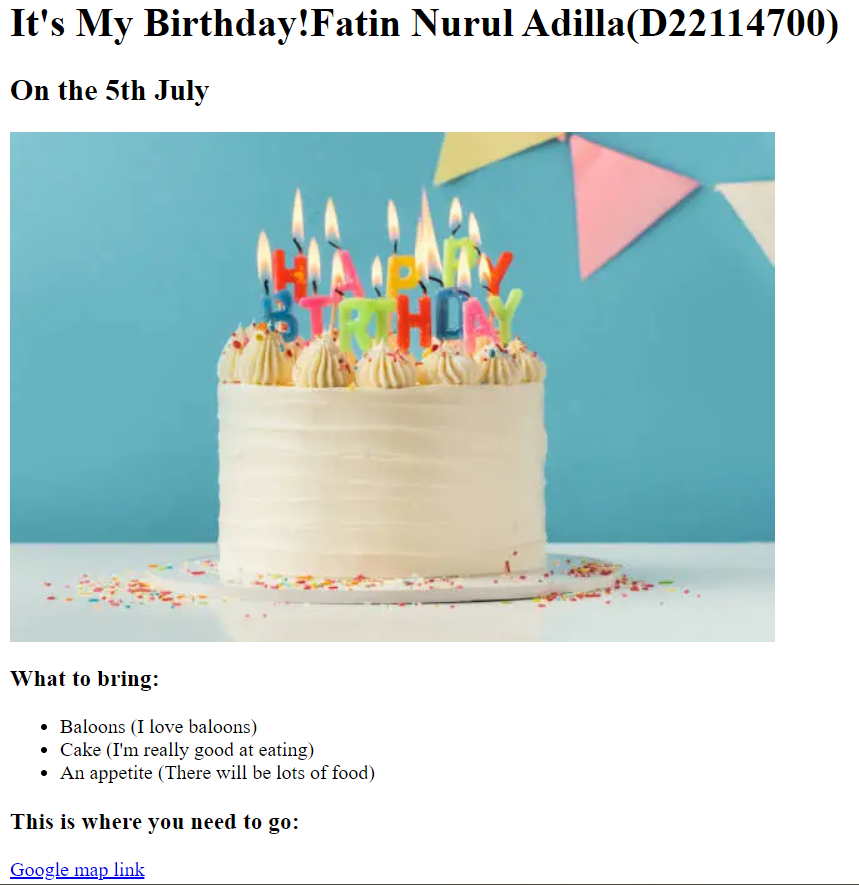 It's My Birthday!Fatin Nurul Adilla(D22114700)
On the 5th July
HAPPY
BIRTHDAY
What to bring:
Baloons (I love baloons)
Cake (I'm really good at eating)
An appetite (There will be lots of food)
This is where you need to go:
Google map link